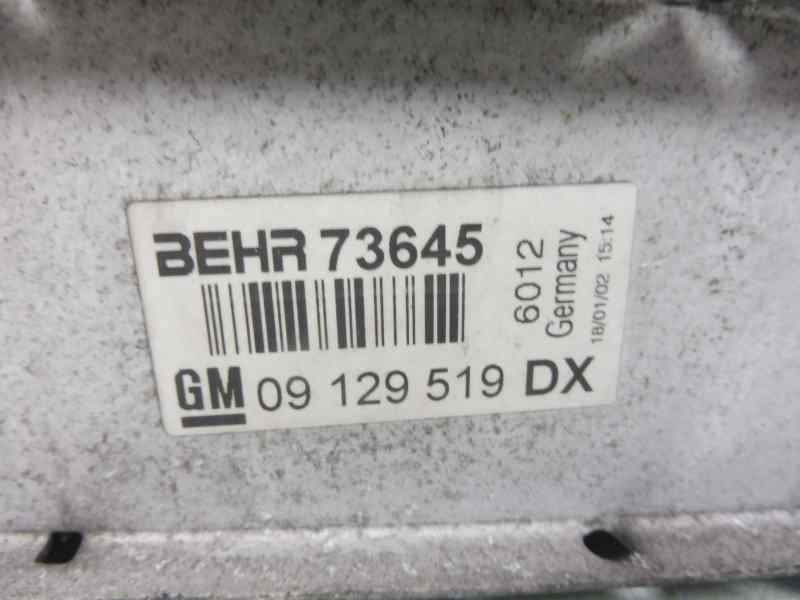 BEHR 73645
6012
Germany
18/01/02 15:14
GM 09 129 519 DX